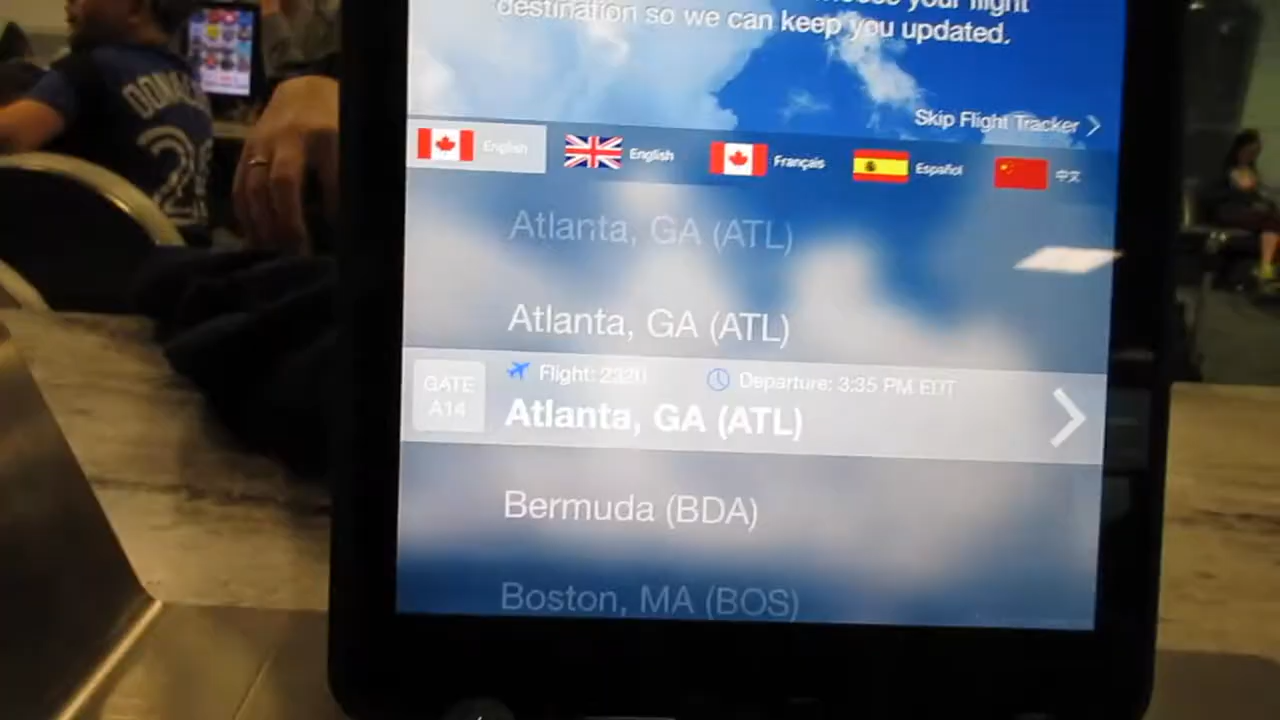 your flight
destination so we can keep you updated.
Skip Flight Tracker
English
English
Français
Español
中文
Atlanta, GA (ATL)
Atlanta, GA (ATL)
GATE
A14
Flight: 2320
Departure: 3:35 PM EDT
Atlanta, GA (ATL)
Bermuda (BDA)
Boston, MA (BOS)